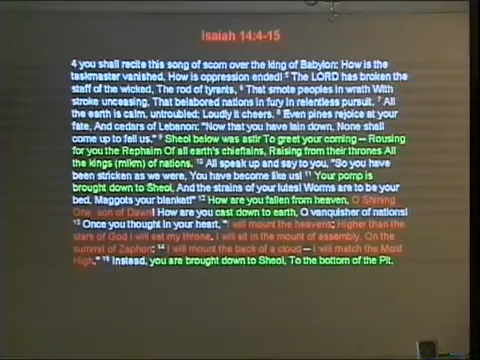 Isaiah 14:4-15
4 you shall recite this song of scorn over the king of Babylon: How is the
taskmaster vanished, How is oppression ended! 5 The LORD has broken the
staff of the wicked, The rod of tyrants, 6 That smote peoples in wrath With
stroke unceasing, That belabored nations in fury in relentless pursuit. 7 All
the earth is calm, untroubled; Loudly it cheers. 8 Even pines rejoice at your
fate, And cedars of Lebanon: "Now that you have lain down, None shall
come up to fell us." 9 Sheol below was astir To greet your coming — Rousing
for you the Rephaim Of all earth's chieftains, Raising from their thrones All
the kings (mlkm) of nations. 10 All speak up and say to you, "So you have
been stricken as we were, You have become like us! 11 Your pomp is
brought down to Sheol, And the strains of your lutes! Worms are to be your
bed, Maggots your blanket!" 12 How are you fallen from heaven, O Shining
One, son of Dawn! How are you cast down to earth, O vanquisher of nations!
13 Once you thought in your heart, "I will mount the heavens; Higher than the
stars of God I will set my throne. I will sit in the mount of assembly, On the
summit of Zaphon; 14 I will mount the back of a cloud — I will match the Most
High." 15 Instead, you are brought down to Sheol, To the bottom of the Pit.